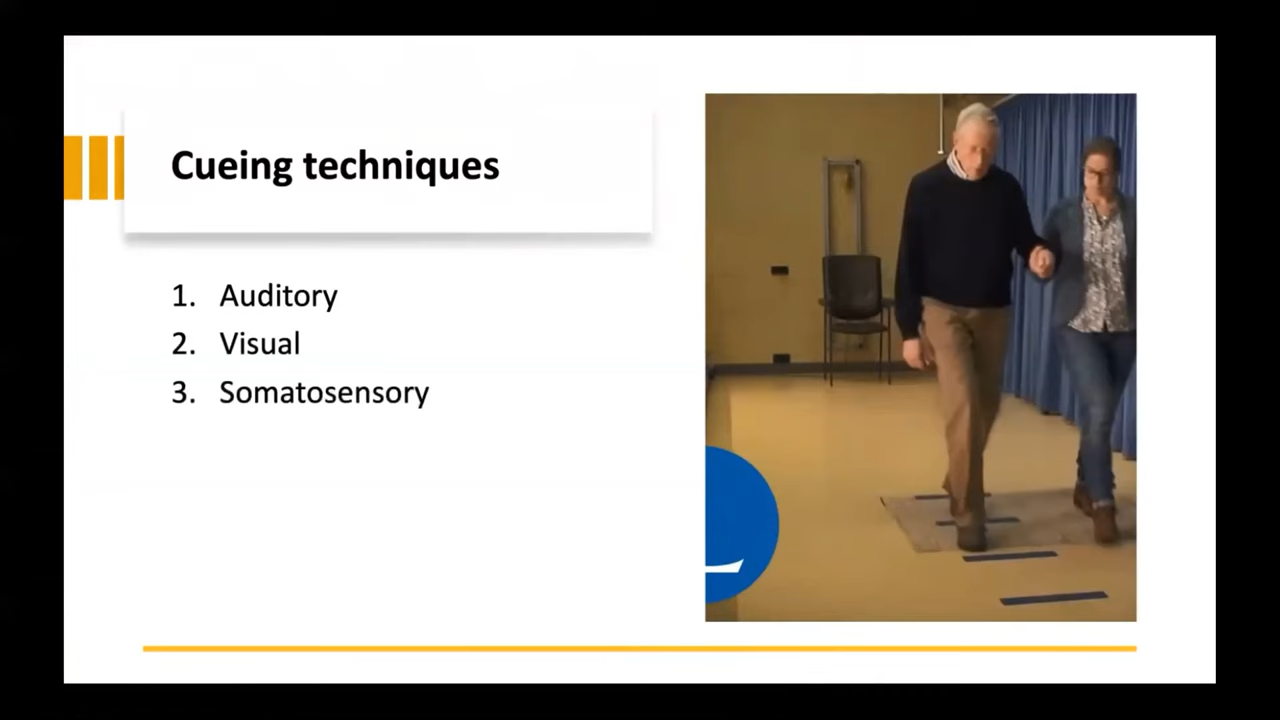 Cueing techniques
1. Auditory
2. Visual
3. Somatosensory